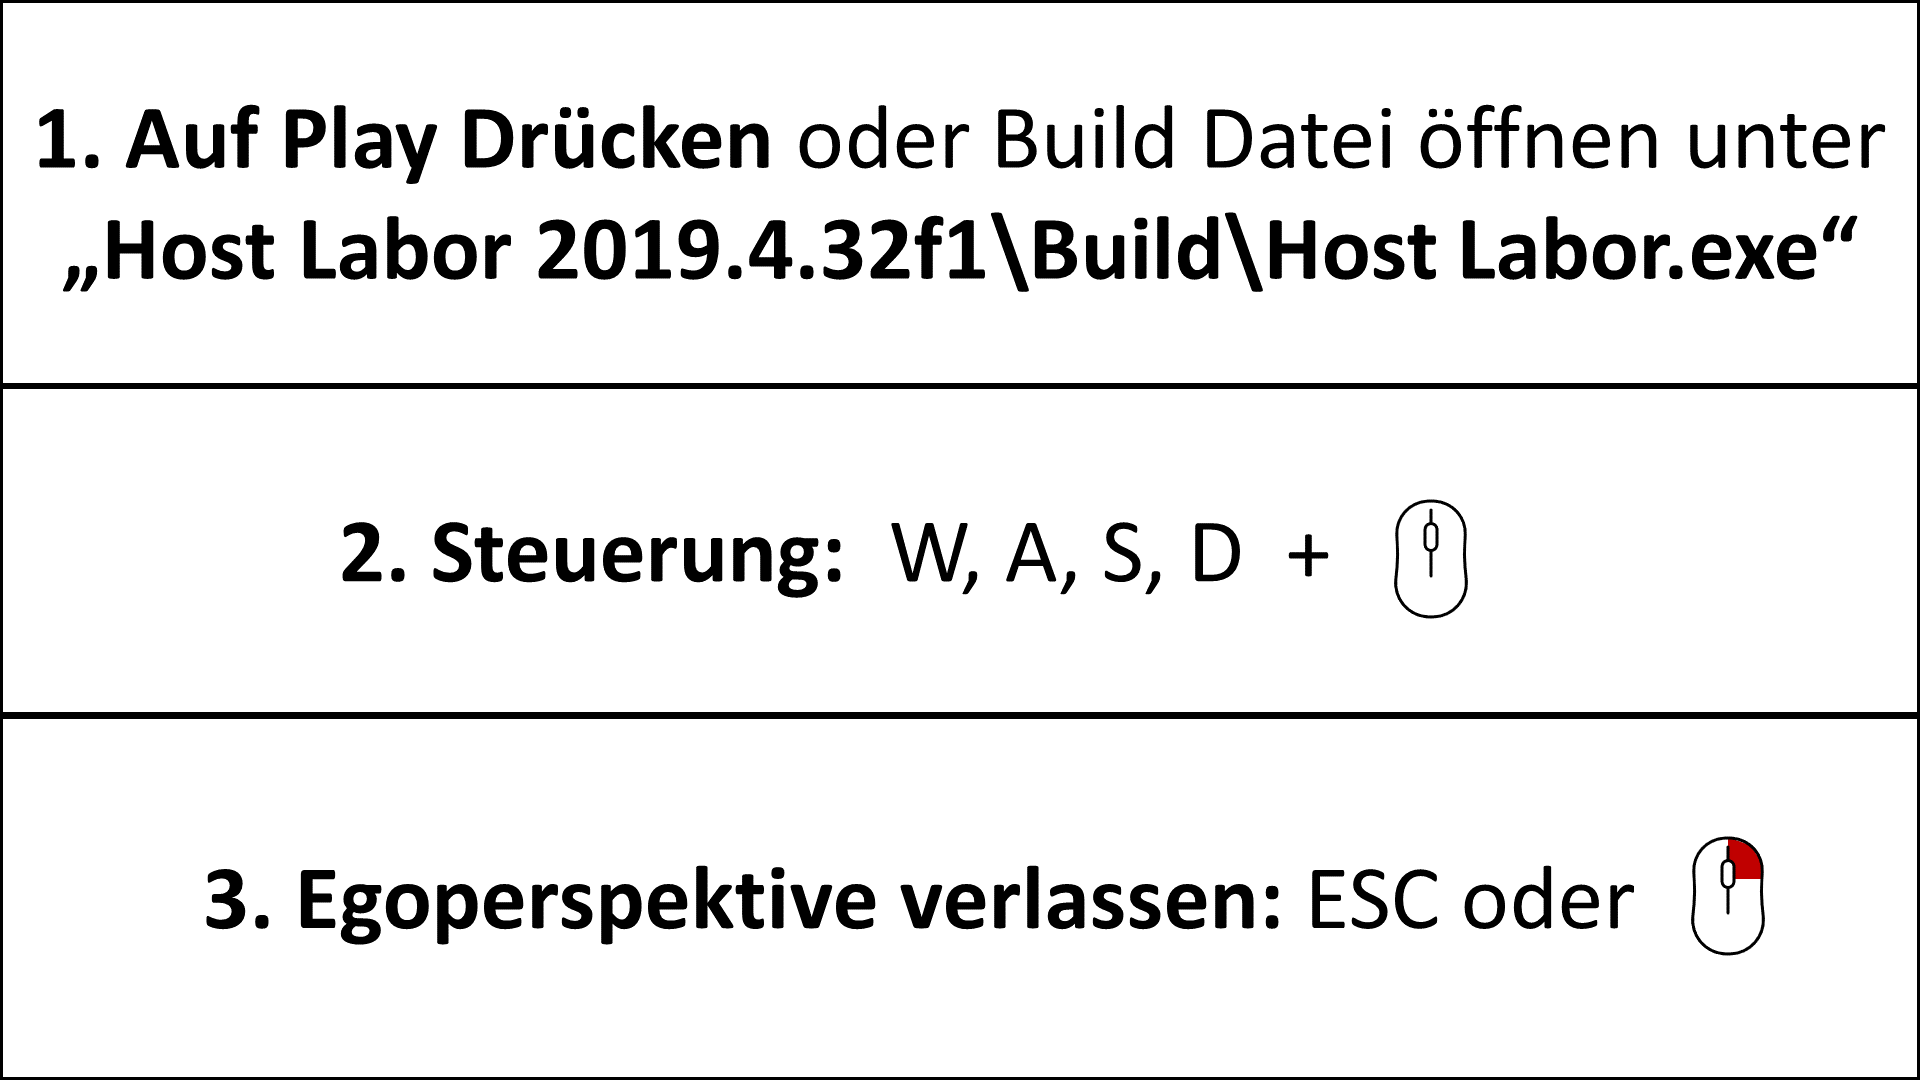 1. Auf Play Drücken oder Build Datei öffnen unter
„Host Labor 2019.4.32f1\Build\Host Labor.exe“
2. Steuerung: W, A, S, D +
3. Egoperspektive verlassen: ESC oder